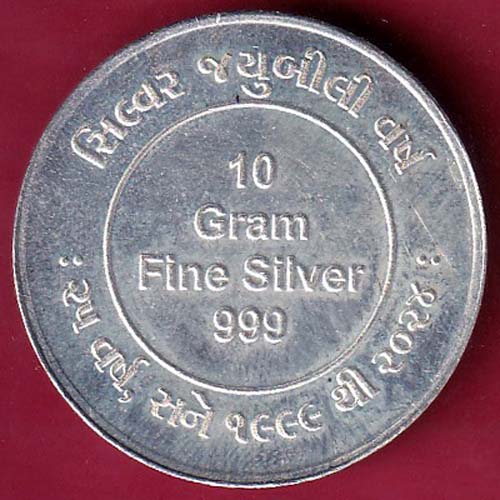 સિલ્વર જયુબીલી વર્ષ
10
Gram
Fine Silver
999
: ૨૫ વર્ષ, સને ૧૯૯૯ થી ૨૦૨૪ :